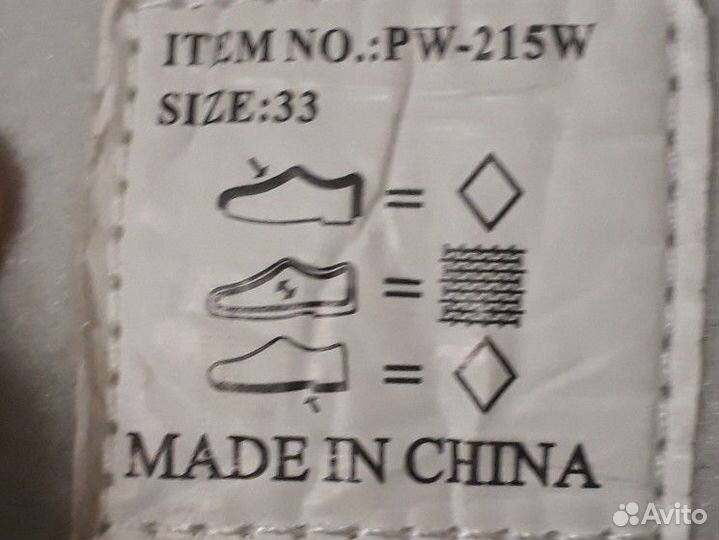 ITEM NO.:PW-215W
SIZE:33
=
=
=
MADE IN CHINA
Avito